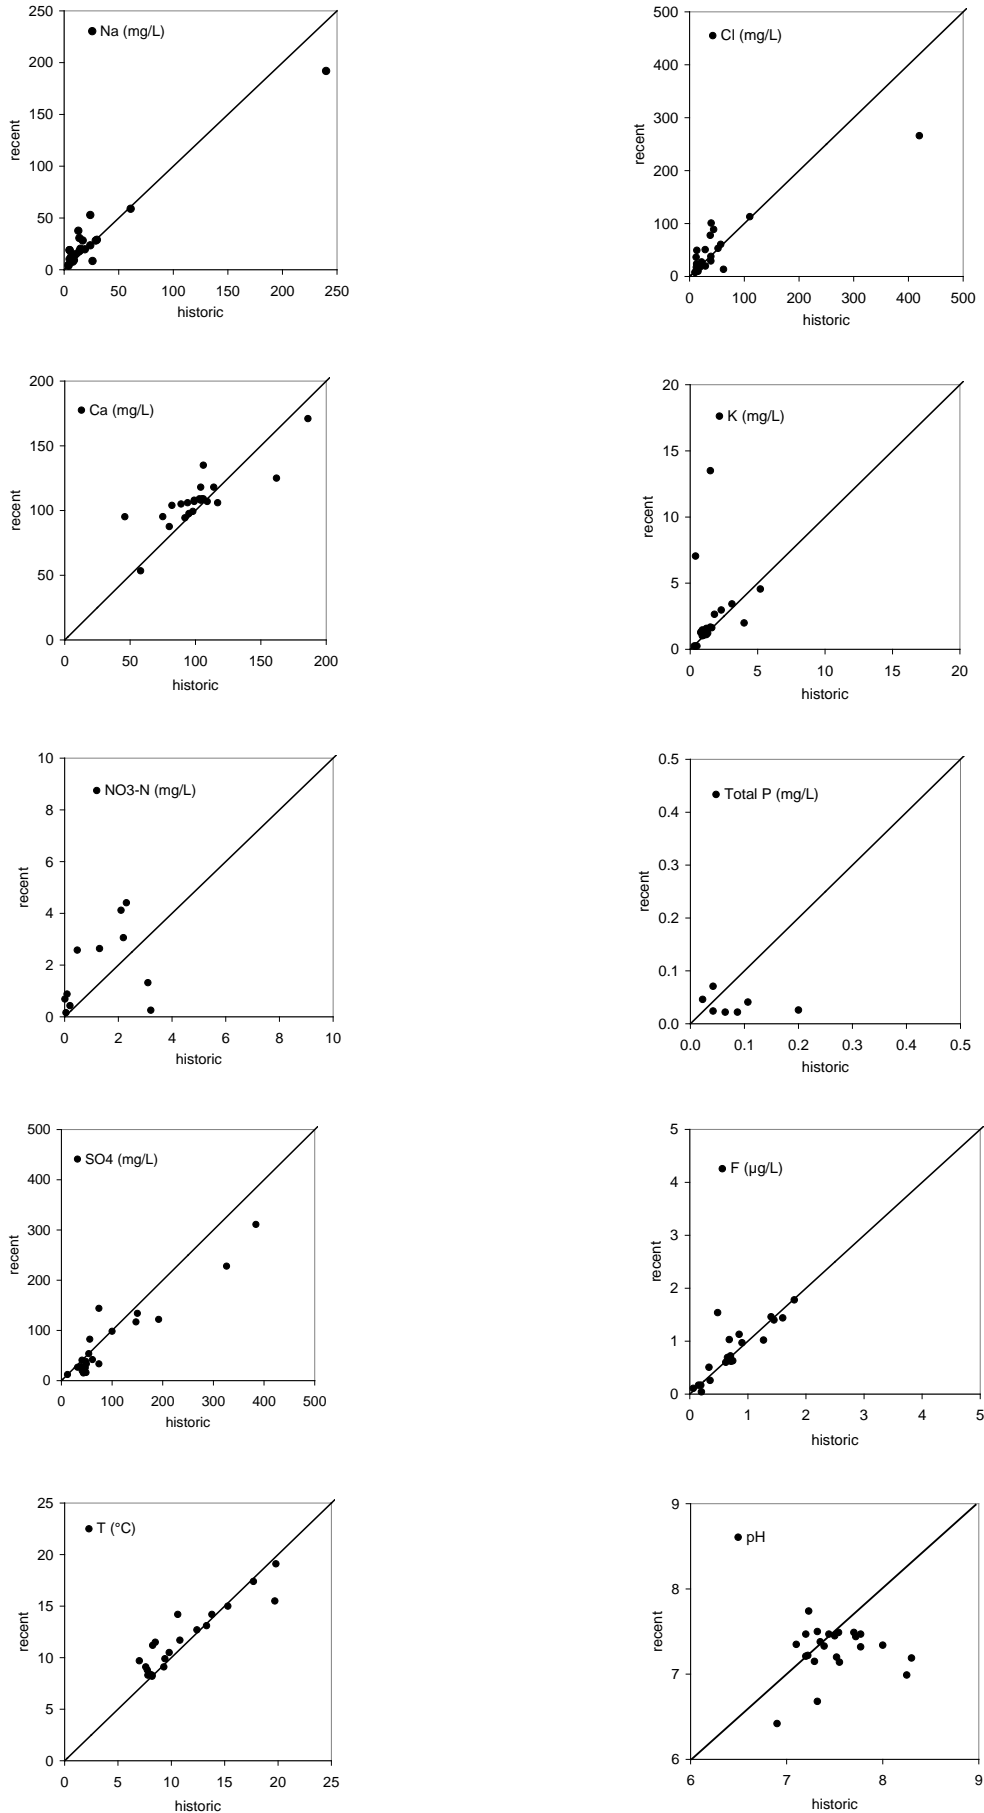 250
Na (mg/L)
200
150
recent
100
50
0
0 50 100 150 200 250
historic
500
Cl (mg/L)
400
300
recent
200
100
0
0 100 200 300 400 500
historic
200
Ca (mg/L)
150
recent
100
50
0
0 50 100 150 200
historic
20
K (mg/L)
15
recent
10
5
0
0 5 10 15 20
historic
10
NO3-N (mg/L)
8
6
recent
4
2
0
0 2 4 6 8 10
historic
0.5
Total P (mg/L)
0.4
0.3
recent
0.2
0.1
0.0
0.0 0.1 0.2 0.3 0.4 0.5
historic
500
SO4 (mg/L)
400
300
recent
200
100
0
0 100 200 300 400 500
historic
5
F (µg/L)
4
3
recent
2
1
0
0 1 2 3 4 5
historic
25
T (°C)
20
15
recent
10
5
0
0 5 10 15 20 25
historic
9
pH
8
recent
7
6
6 7 8 9
historic